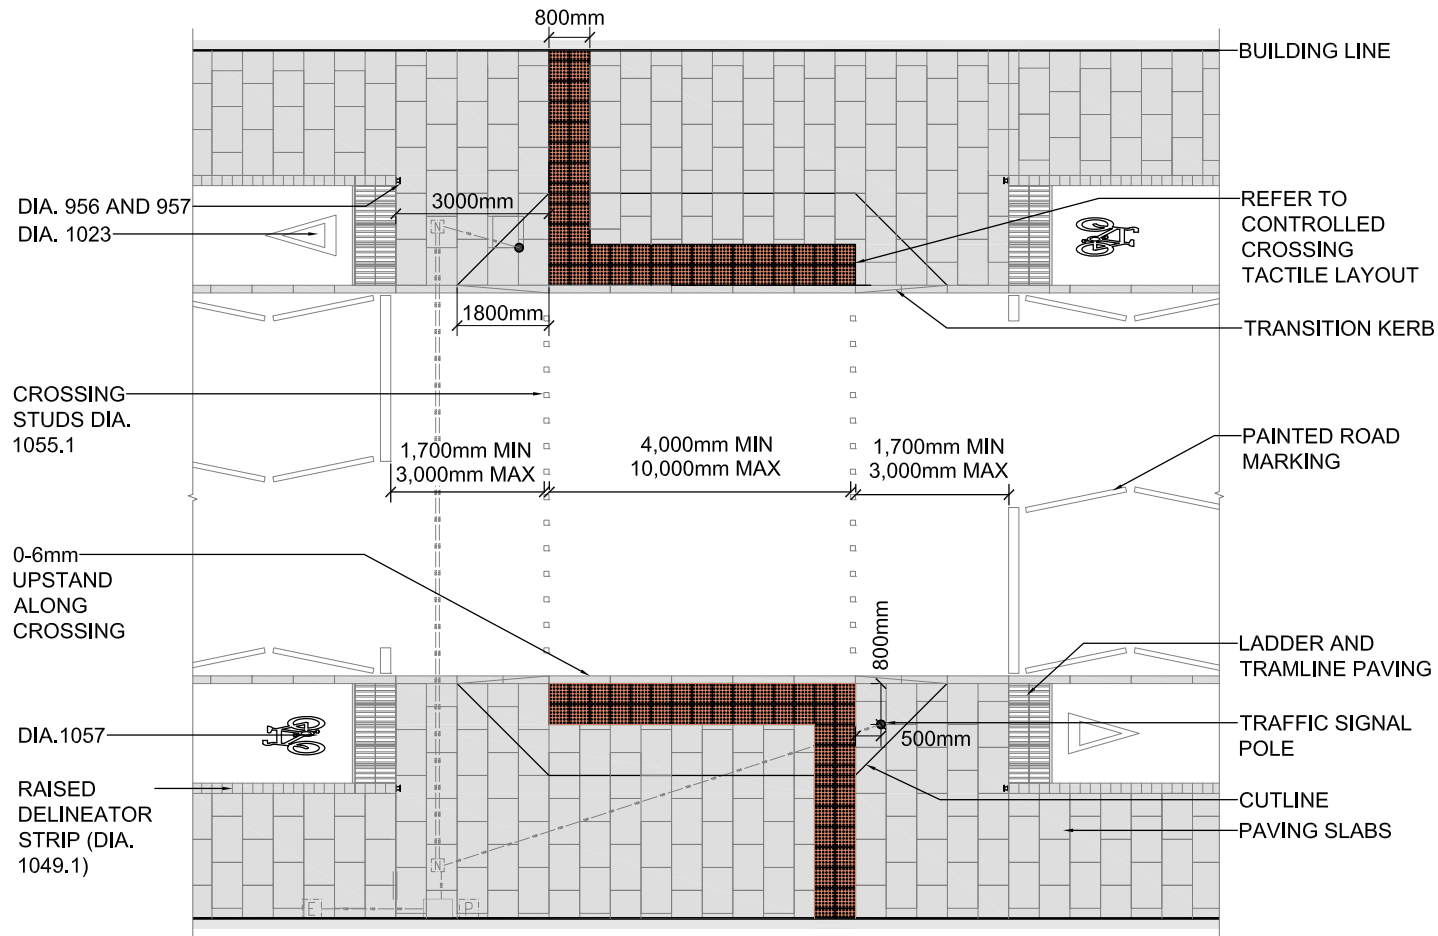 800mm
BUILDING LINE
DIA. 956 AND 957
DIA. 1023
3000mm
REFER TO
CONTROLLED
CROSSING
TACTILE LAYOUT
N
1800mm
TRANSITION KERB
CROSSING
STUDS DIA.
1055.1
1,700mm MIN
3,000mm MAX
4,000mm MIN
10,000mm MAX
1,700mm MIN
3,000mm MAX
PAINTED ROAD
MARKING
0-6mm
UPSTAND
ALONG
CROSSING
800mm
LADDER AND
TRAMLINE PAVING
DIA.1057
500mm
TRAFFIC SIGNAL
POLE
RAISED
DELINEATOR
STRIP (DIA.
1049.1)
CUTLINE
PAVING SLABS
N
E
P